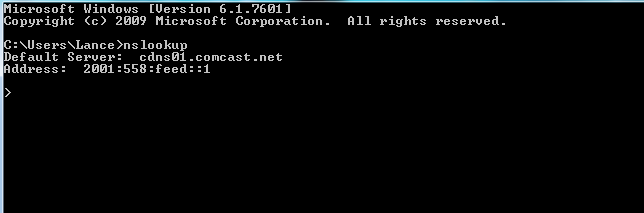 Microsoft Windows [Version 6.1.7601]
Copyright (c) 2009 Microsoft Corporation.  All rights reserved.
C:\Users\Lance>nslookup
Default Server:  cdns01.comcast.net
Address:  2001:558:feed::1
>